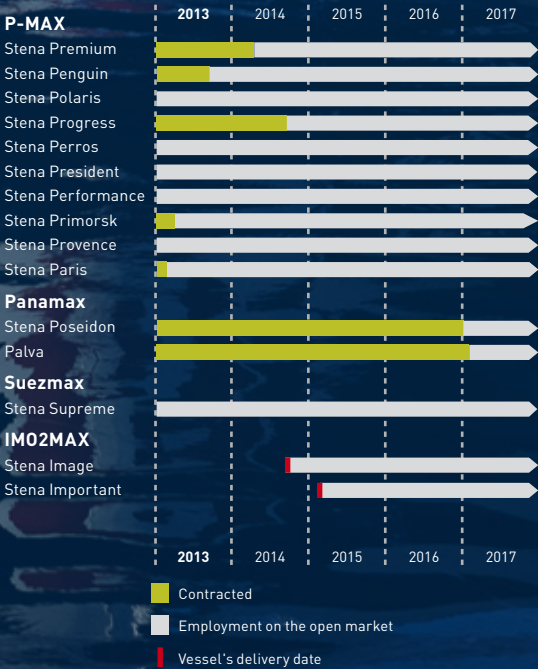 2013 2014 2015 2016 2017
P-MAX
Stena Premium
Stena Penguin
Stena Polaris
Stena Progress
Stena Perros
Stena President
Stena Performance
Stena Primorsk
Stena Provence
Stena Paris
Panamax
Stena Poseidon
Palva
Suezmax
Stena Supreme
IMO2MAX
Stena Image
Stena Important
2013 2014 2015 2016 2017
Contracted
Employment on the open market
Vessel's delivery date